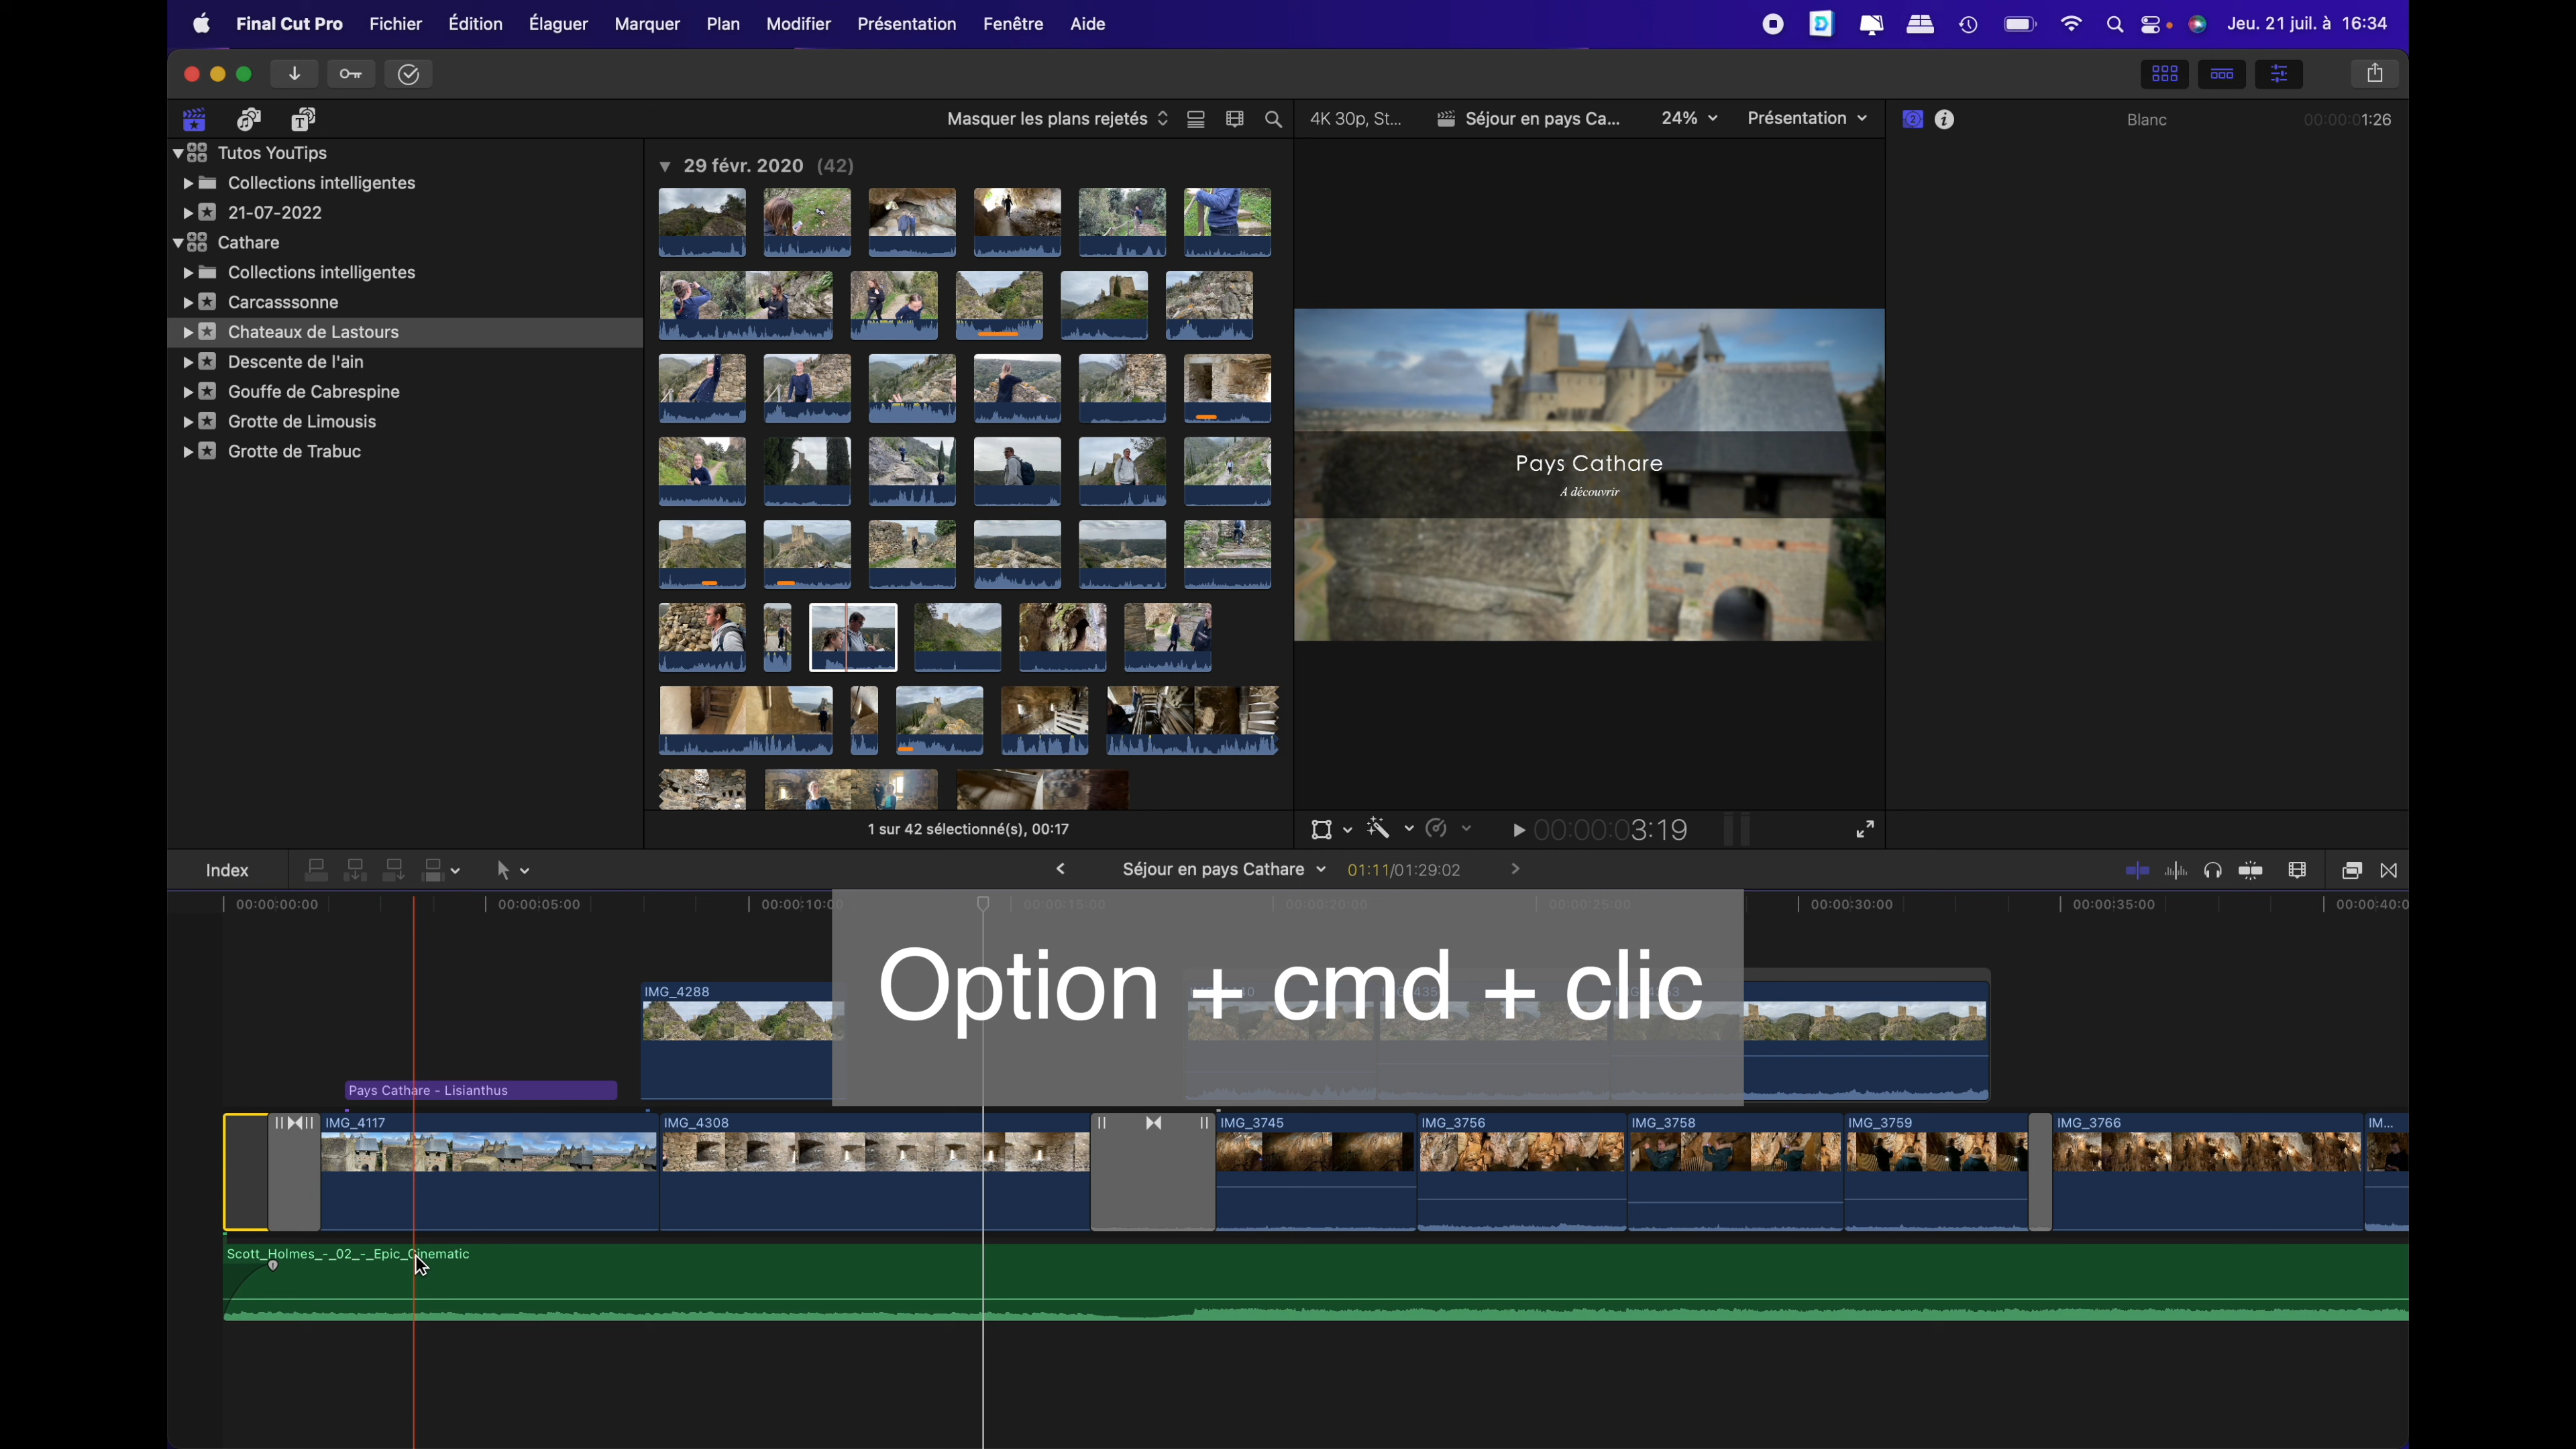 Final Cut Pro Fichier Édition Élaguer Marquer Plan Modifier Présentation Fenêtre Aide
Jeu. 21 juil. à 16:34
Masquer les plans rejetés
4K 30p, St...
Séjour en pays Ca...
24%
Présentation
Blanc
00:00:01:26
Tutos YouTips
Collections intelligentes
21-07-2022
Cathare
Collections intelligentes
Carcasssonne
Chateaux de Lastours
Descente de l'ain
Gouffe de Cabrespine
Grotte de Limousis
Grotte de Trabuc
29 févr. 2020 (42)
Pays Cathare
A découvrir
1 sur 42 sélectionné(s), 00:17
00:00:03:19
Index
Séjour en pays Cathare
01:11/01:29:02
00:00:00:00 00:00:05:00 00:00:10:00 00:00:15:00 00:00:20:00 00:00:25:00 00:00:30:00 00:00:35:00 00:00:40:0
Option + cmd + clic
IMG_4288
Pays Cathare - Lisianthus
IMG_4117 IMG_4308 IMG_3745 IMG_3756 IMG_3758 IMG_3759 IMG_3766 IM...
Scott_Holmes_-_02_-_Epic_Cinematic